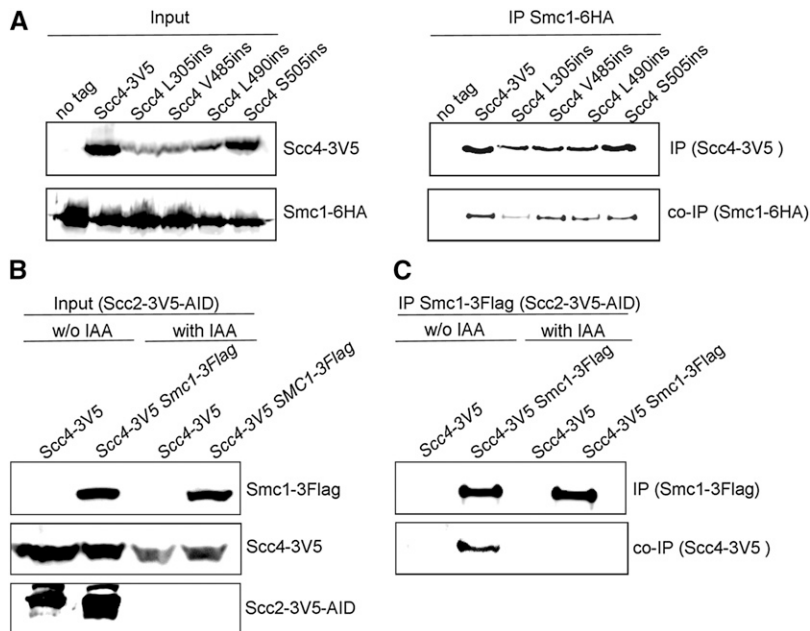 A
Input
no tag
Scc4-3V5
Scc4 L305ins
Scc4 V485ins
Scc4 L490ins
Scc4 S505ins
Scc4-3V5
Smc1-6HA
IP Smc1-6HA
no tag
Scc4-3V5
Scc4 L305ins
Scc4 V485ins
Scc4 L490ins
Scc4 S505ins
IP (Scc4-3V5 )
co-IP (Smc1-6HA)
B
Input (Scc2-3V5-AID)
w/o IAA
with IAA
Scc4-3V5
Scc4-3V5 Smc1-3Flag
Scc4-3V5
Scc4-3V5 SMC1-3Flag
Smc1-3Flag
Scc4-3V5
Scc2-3V5-AID
C
IP Smc1-3Flag (Scc2-3V5-AID)
w/o IAA
with IAA
Scc4-3V5
Scc4-3V5 Smc1-3Flag
Scc4-3V5
Scc4-3V5 Smc1-3Flag
IP (Smc1-3Flag)
co-IP (Scc4-3V5 )